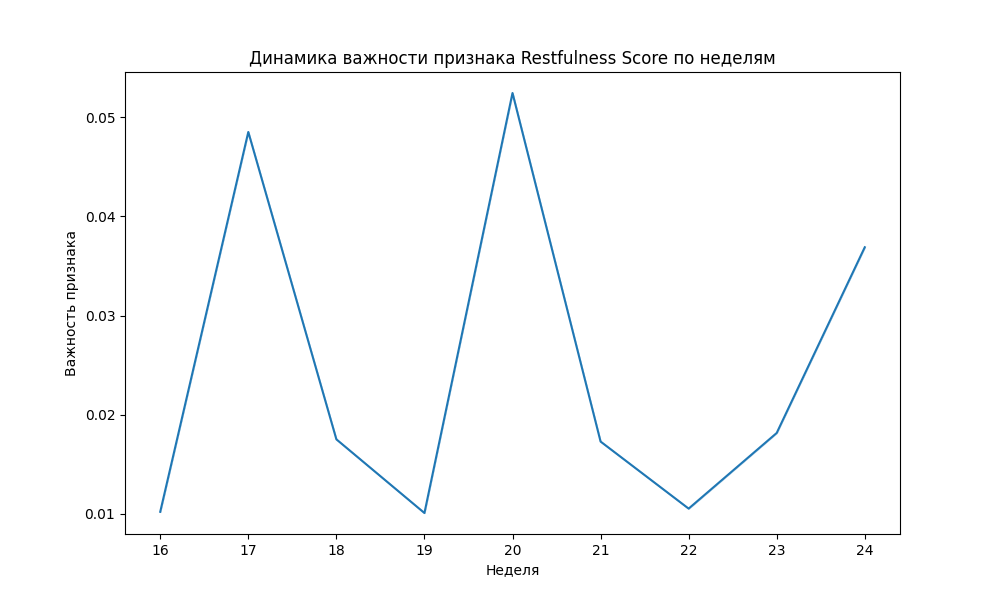 Динамика важности признака Restfulness Score по неделям
Важность признака
0.05
0.04
0.03
0.02
0.01
16 17 18 19 20 21 22 23 24
Неделя